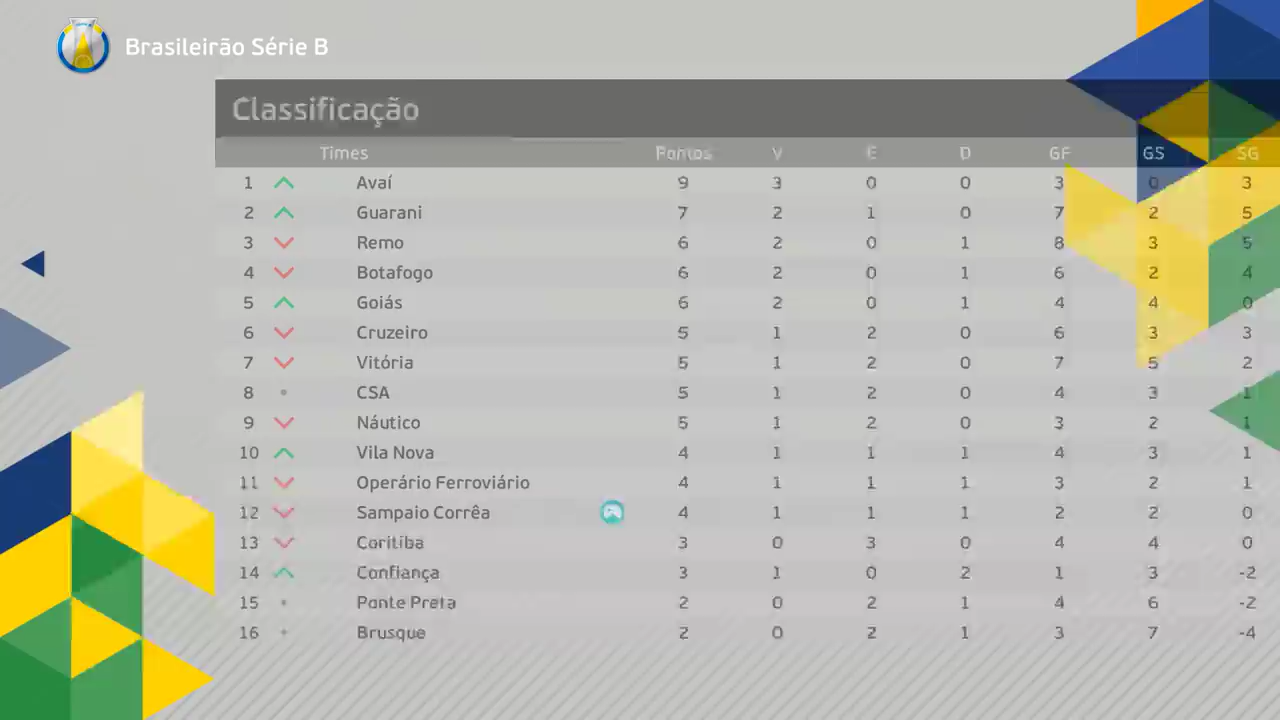 Brasileirão Série B
Classificação
Times Pontos V E D GF GS SG
1 Avaí 9 3 0 0 3 0 3
2 Guarani 7 2 1 0 7 2 5
3 Remo 6 2 0 1 8 3 5
4 Botafogo 6 2 0 1 6 2 4
5 Goiás 6 2 0 1 4 4 0
6 Cruzeiro 5 1 2 0 6 3 3
7 Vitória 5 1 2 0 7 5 2
8 CSA 5 1 2 0 4 3 1
9 Náutico 5 1 2 0 3 2 1
10 Vila Nova 4 1 1 1 4 3 1
11 Operário Ferroviário 4 1 1 1 3 2 1
12 Sampaio Corrêa 4 1 1 1 2 2 0
13 Coritiba 3 0 3 0 4 4 0
14 Confiança 3 1 0 2 1 3 -2
15 Ponte Preta 2 0 2 1 4 6 -2
16 Brusque 2 0 2 1 3 7 -4